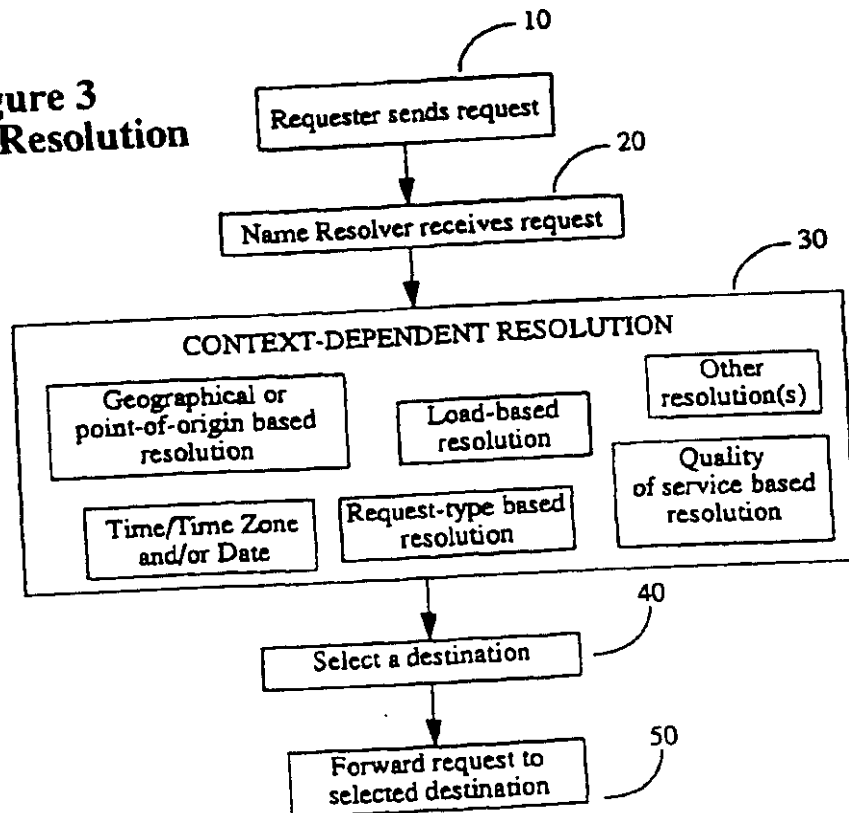 10
gure 3
Resolution
Requester sends request
20
Name Resolver receives request
30
CONTEXT-DEPENDENT RESOLUTION
Geographical or
point-of-origin based
resolution
Load-based
resolution
Other
resolution(s)
Time/Time Zone
and/or Date
Request-type based
resolution
Quality
of service based
resolution
40
Select a destination
50
Forward request to
selected destination